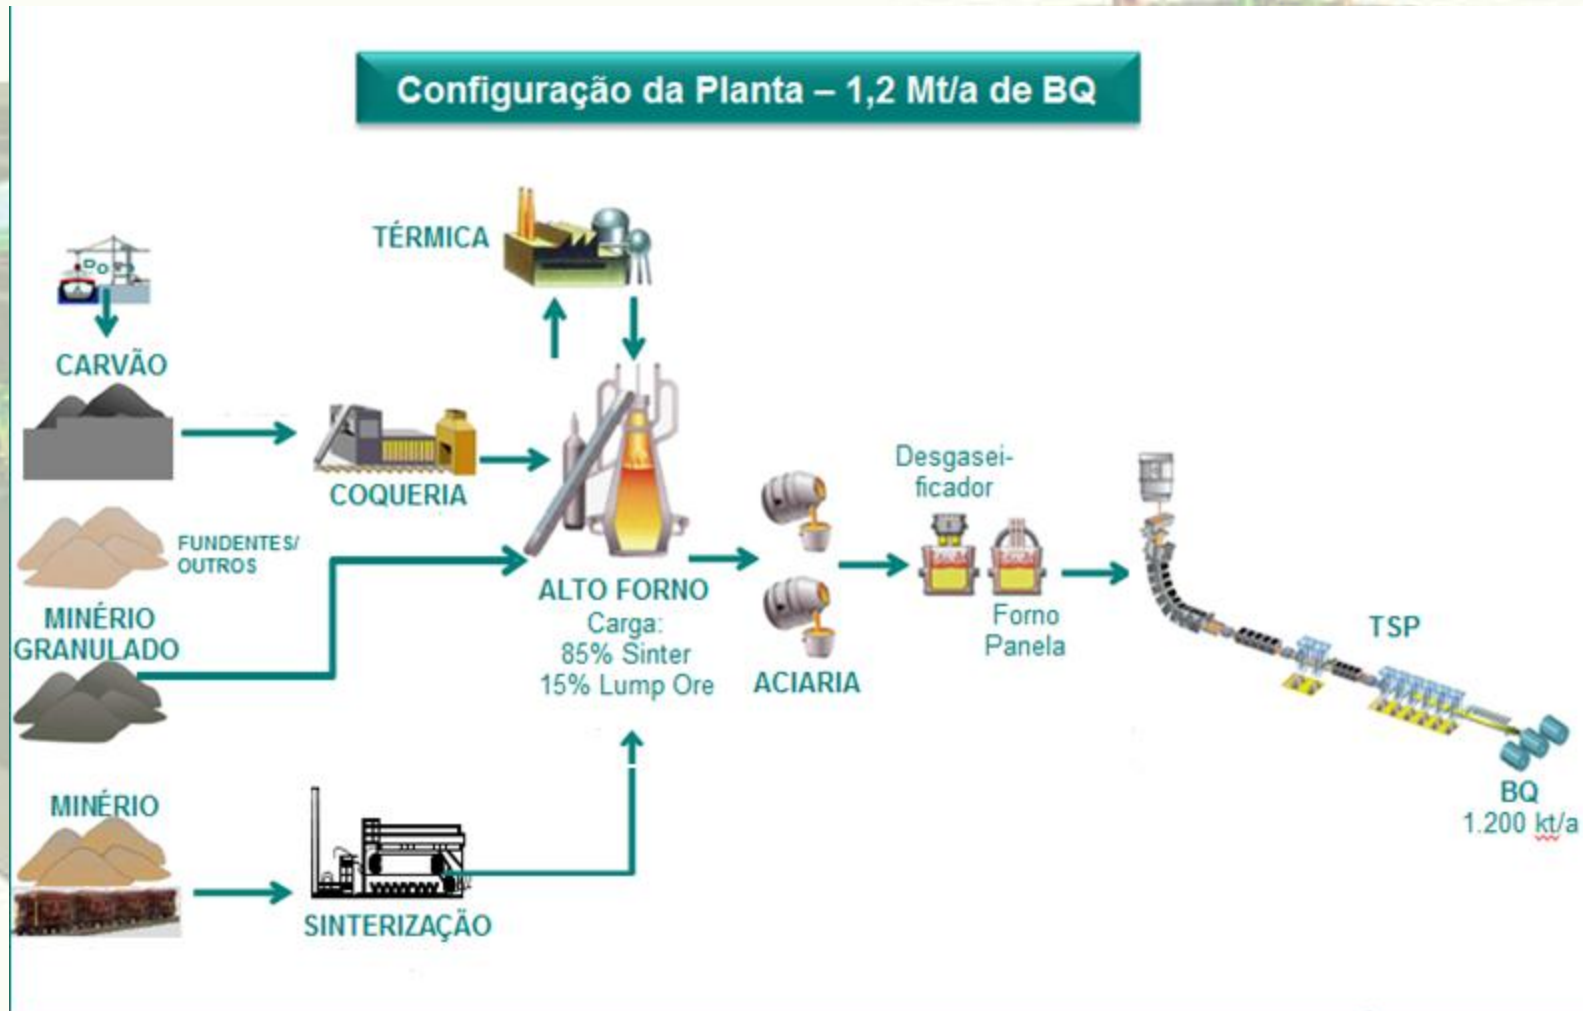 Configuração da Planta – 1,2 Mt/a de BQ
TÉRMICA
CARVÃO
COQUERIA
FUNDENTES/
OUTROS
MINÉRIO
GRANULADO
MINÉRIO
SINTERIZAÇÃO
ALTO FORNO
Carga:
85% Sinter
15% Lump Ore
ACIARIA
Desgasei-
ficador
Forno
Panela
TSP
BQ
1.200 kt/a